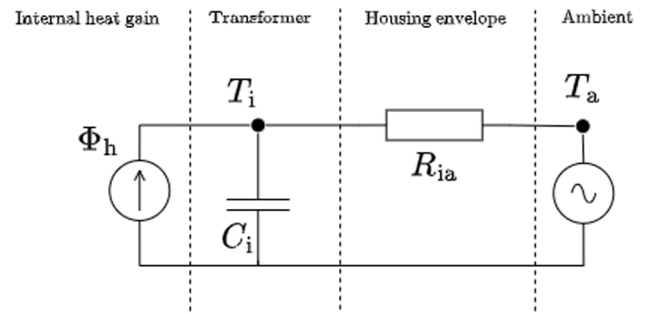 Internal heat gain Transformer Housing envelope Ambient
Tᵢ Tₐ
Φₕ
Rᵢₐ
Cᵢ